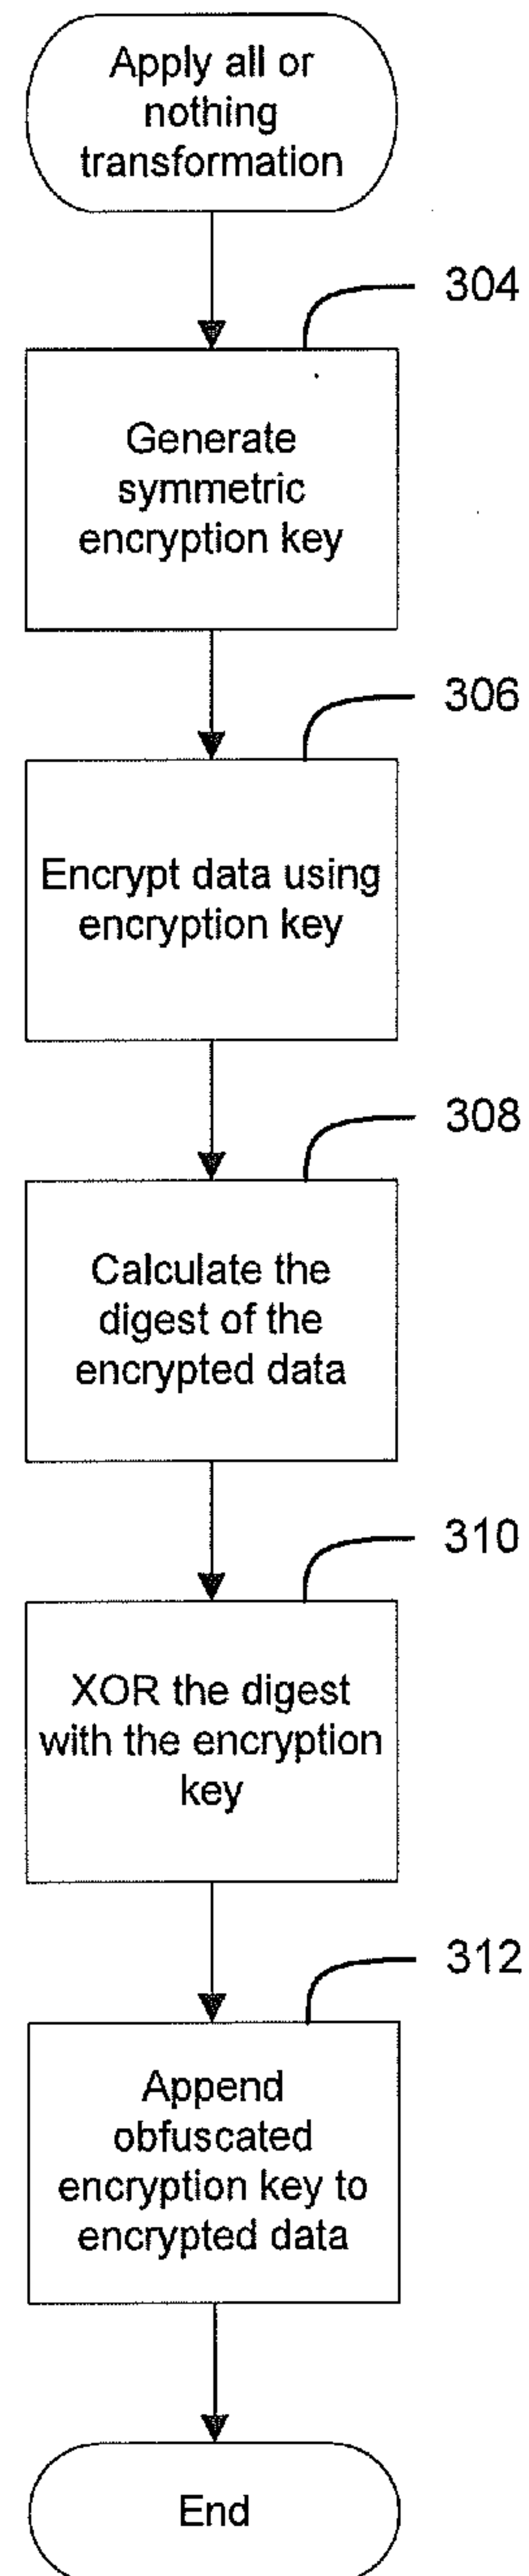 Apply all or
nothing
transformation
304
Generate
symmetric
encryption key
306
Encrypt data using
encryption key
308
Calculate the
digest of the
encrypted data
310
XOR the digest
with the encryption
key
312
Append
obfuscated
encryption key to
encrypted data
End